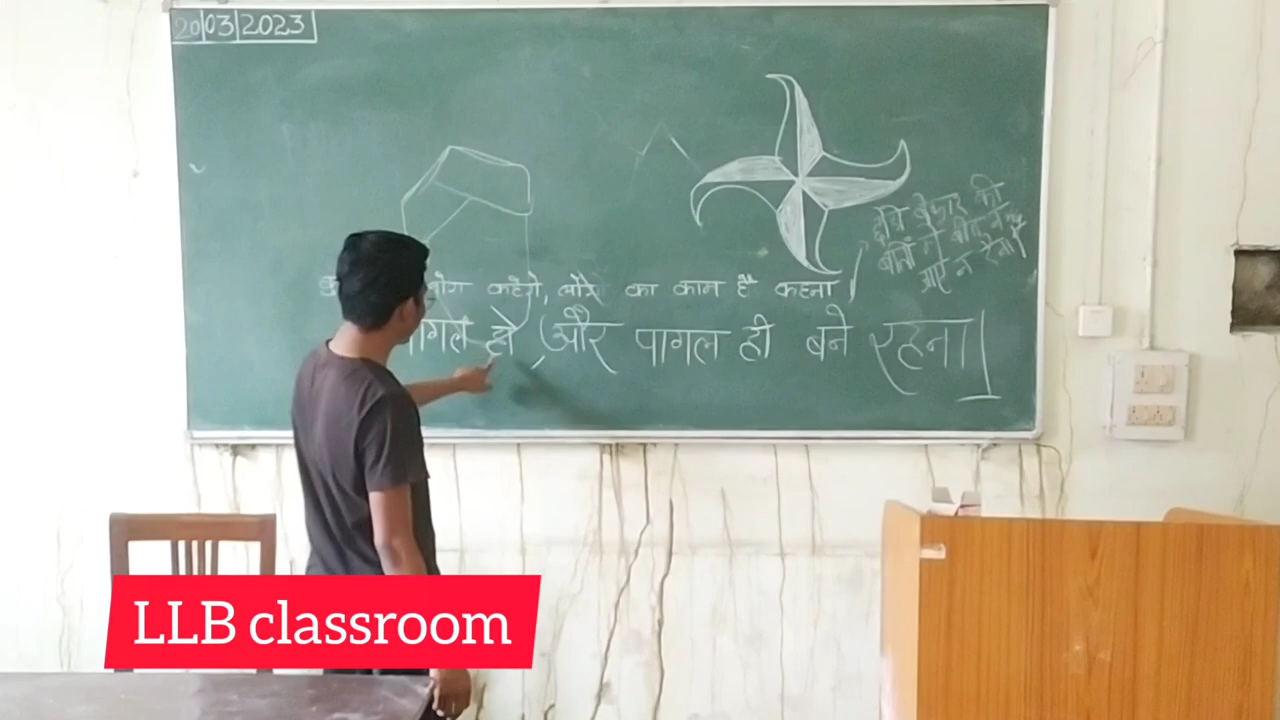 20 03 2023
छोड़ो बेकार की
बातों में बीत न
जाए न रैना
लोग कहेंगे, लोगों का काम है कहना।
पागल हो, और पागल ही बने रहना।
LLB classroom